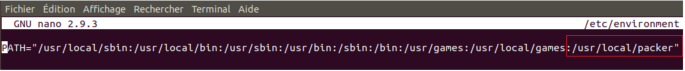 Fichier Édition Affichage Rechercher Terminal Aide
GNU nano 2.9.3 /etc/environment
PATH="/usr/local/sbin:/usr/local/bin:/usr/sbin:/usr/bin:/sbin:/bin:/usr/games:/usr/local/games:/usr/local/packer"